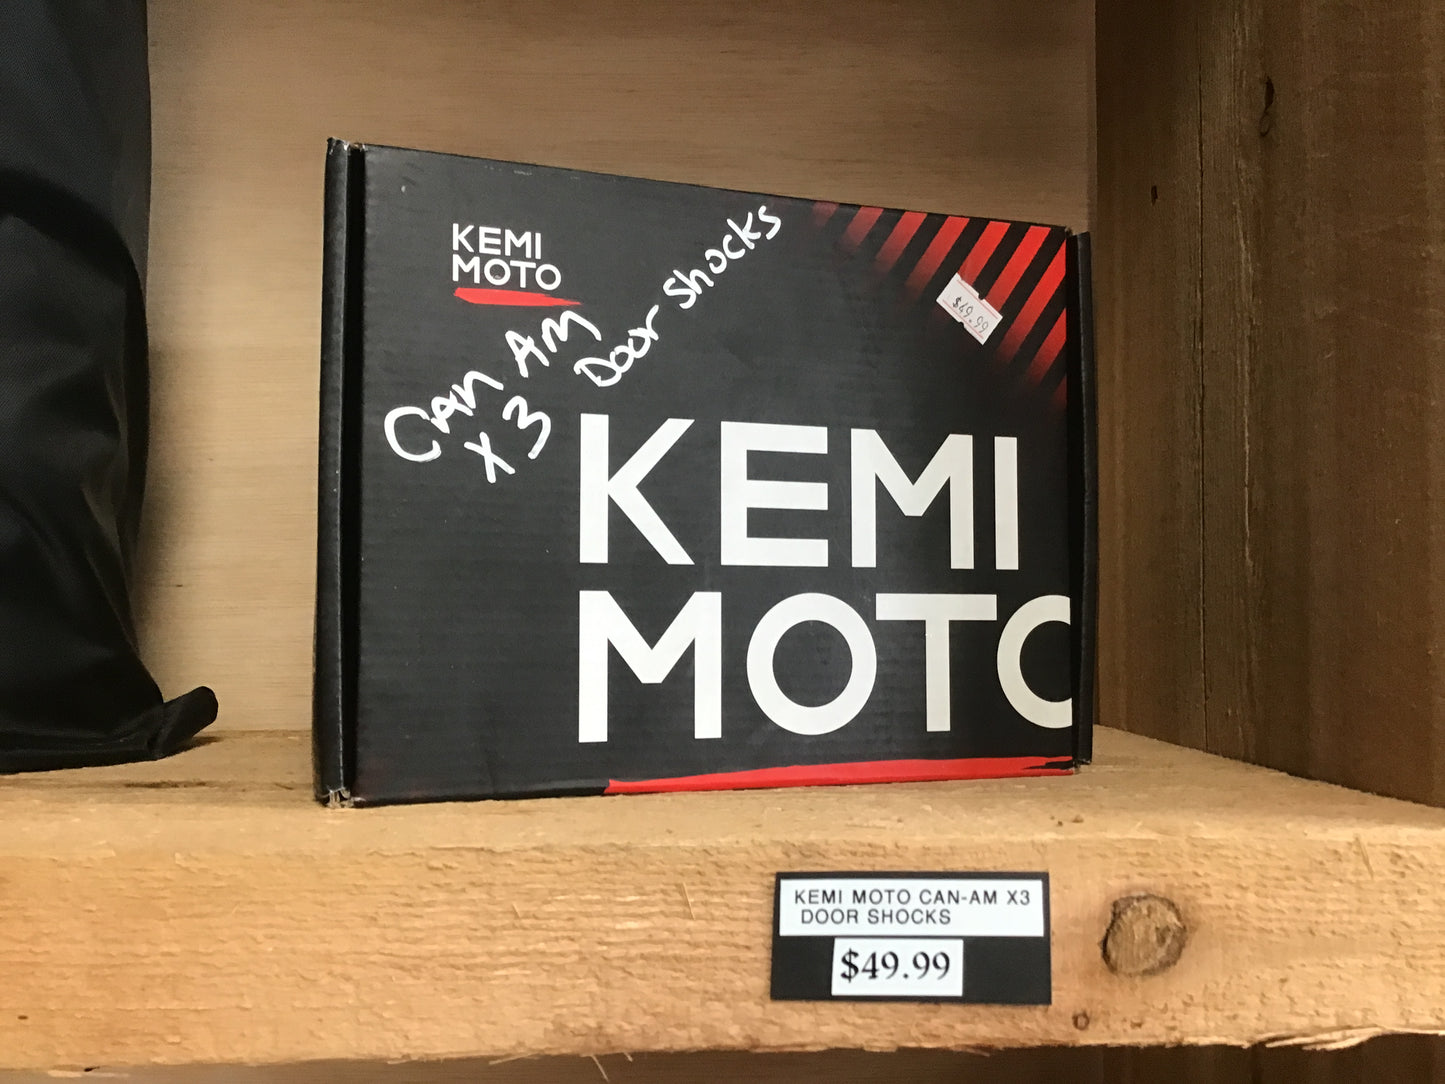 KEMI
MOTO
Can AM
X3
Door Shocks
$49.99
KEMI
MOTO
KEMI MOTO CAN-AM X3
DOOR SHOCKS
$49.99